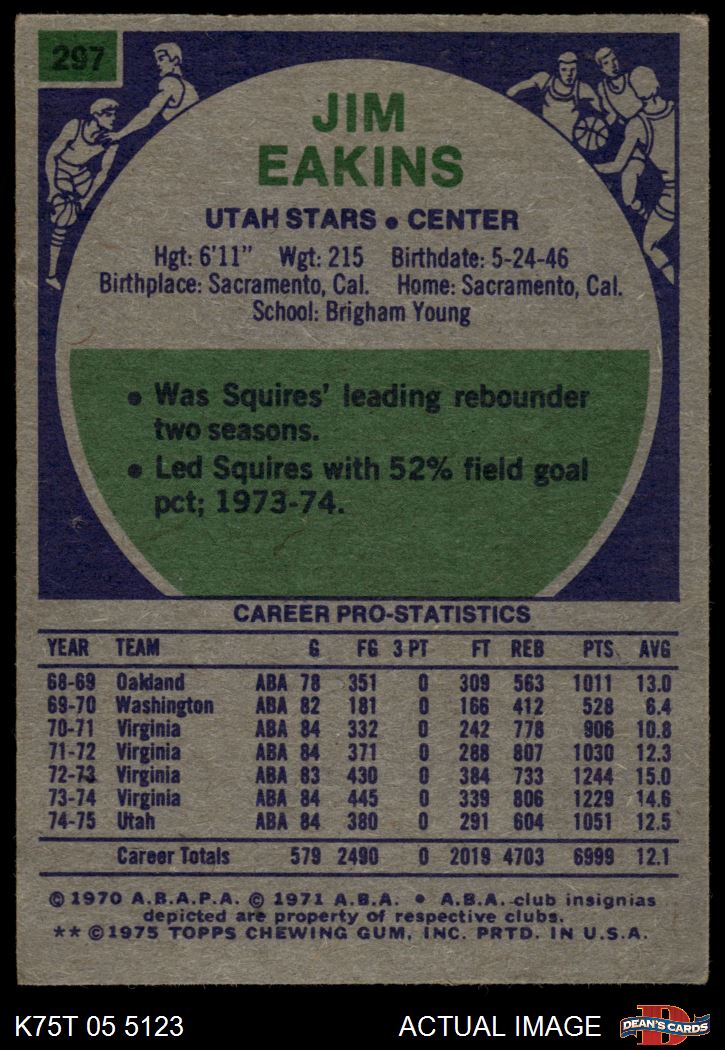 297
JIM
EAKINS
UTAH STARS • CENTER
Hgt: 6'11" Wgt: 215 Birthdate: 5-24-46
Birthplace: Sacramento, Cal. Home: Sacramento, Cal.
School: Brigham Young
• Was Squires' leading rebounder
two seasons.
• Led Squires with 52% field goal
pct; 1973-74.
CAREER PRO-STATISTICS
YEAR TEAM G FG 3 PT FT REB PTS. AVG
68-69 Oakland ABA 78 351 0 309 563 1011 13.0
69-70 Washington ABA 82 181 0 166 412 528 6.4
70-71 Virginia ABA 84 332 0 242 778 906 10.8
71-72 Virginia ABA 84 371 0 288 807 1030 12.3
72-73 Virginia ABA 83 430 0 384 733 1244 15.0
73-74 Virginia ABA 84 445 0 339 806 1229 14.6
74-75 Utah ABA 84 380 0 291 604 1051 12.5
Career Totals 579 2490 0 2019 4703 6999 12.1
© 1970 A.B.A.P.A. © 1971 A.B.A. • A.B.A. club insignias
depicted are property of respective clubs.
** ©1975 TOPPS CHEWING GUM, INC. PRTD. IN U.S.A.
K75T 05 5123 ACTUAL IMAGE D DEAN'S CARDS